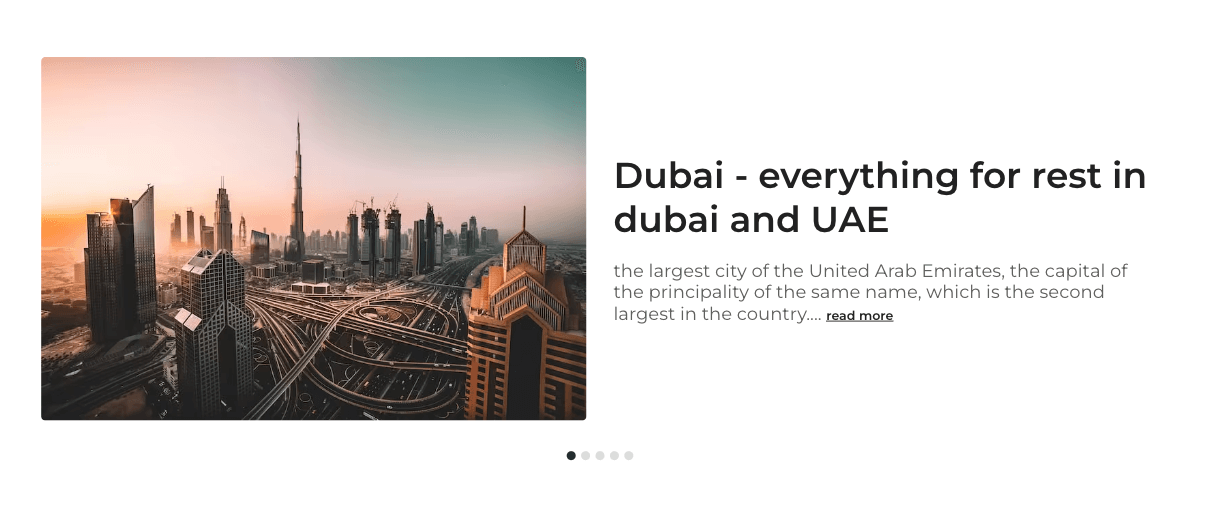 Dubai - everything for rest in
dubai and UAE
the largest city of the United Arab Emirates, the capital of
the principality of the same name, which is the second
largest in the country.... read more